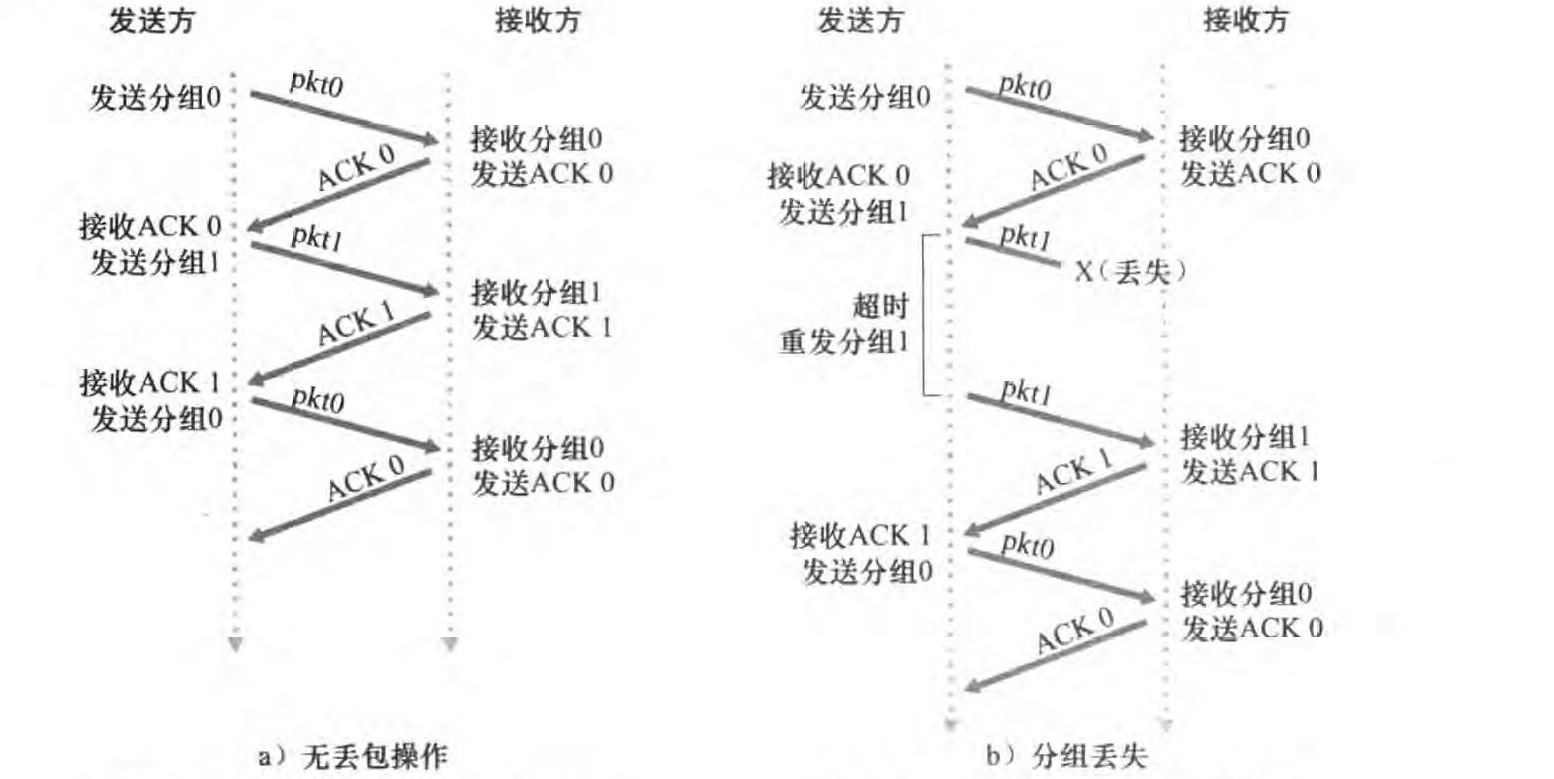 发送方
接收方
发送分组0
pkt0
接收分组0
发送ACK 0
ACK 0
接收ACK 0
发送分组1
pkt1
接收分组1
发送ACK 1
ACK 1
接收ACK 1
发送分组0
pkt0
接收分组0
发送ACK 0
ACK 0
a）无丢包操作
发送方
接收方
发送分组0
pkt0
接收分组0
发送ACK 0
ACK 0
接收ACK 0
发送分组1
pkt1
X（丢失）
超时
重发分组1
pkt1
接收分组1
发送ACK 1
ACK 1
接收ACK 1
发送分组0
pkt0
接收分组0
发送ACK 0
ACK 0
b）分组丢失